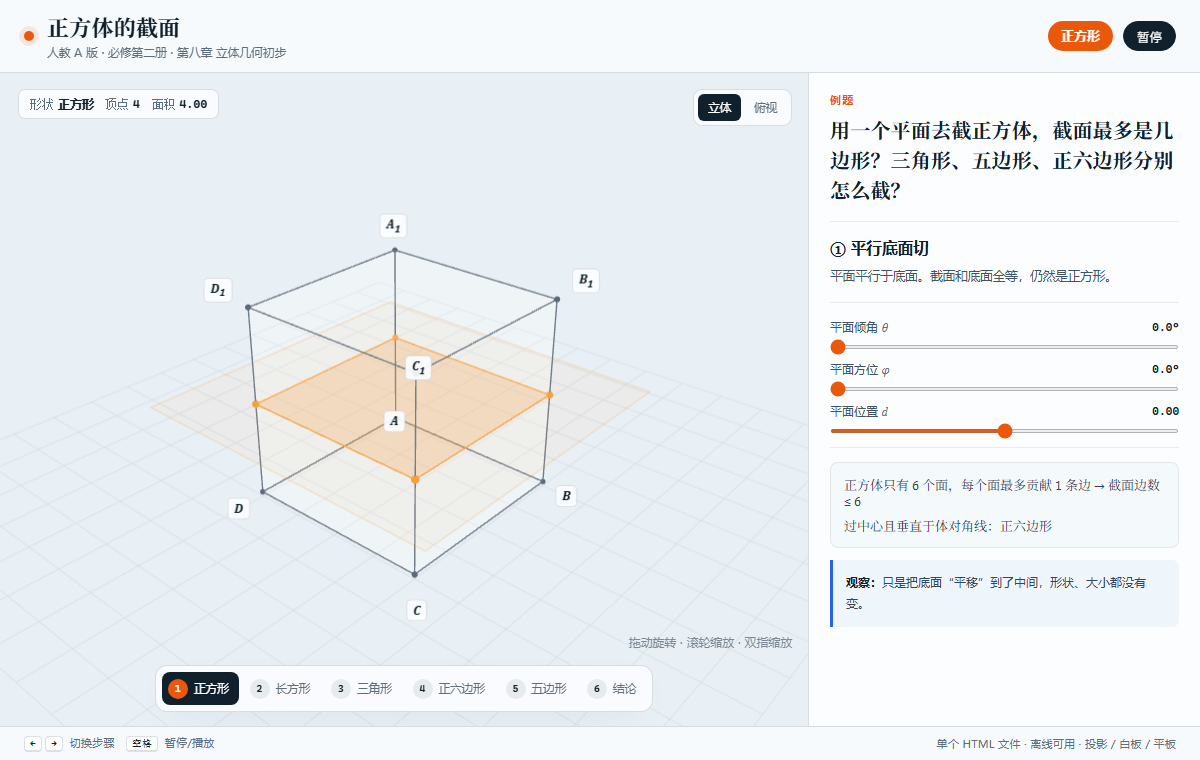 正方体的截面
人教 A 版 · 必修第二册 · 第八章 立体几何初步
正方形
暂停
形状 正方形 顶点 4 面积 4.00
立体
俯视
A1
D1
B1
C1
A
D
B
C
拖动旋转 · 滚轮缩放 · 双指缩放
1 正方形
2 长方形
3 三角形
4 正六边形
5 五边形
6 结论
例题
用一个平面去截正方体，截面最多是几
边形？三角形、五边形、正六边形分别
怎么截？
① 平行底面切
平面平行于底面。截面和底面全等，仍然是正方形。
平面倾角 θ 0.0°
平面方位 φ 0.0°
平面位置 d 0.00
正方体只有 6 个面，每个面最多贡献 1 条边 → 截面边数
≤ 6
过中心且垂直于体对角线：正六边形
观察：只是把底面“平移”到了中间，形状、大小都没有
变。
← → 切换步骤 空格 暂停/播放
单个 HTML 文件 · 离线可用 · 投影 / 白板 / 平板